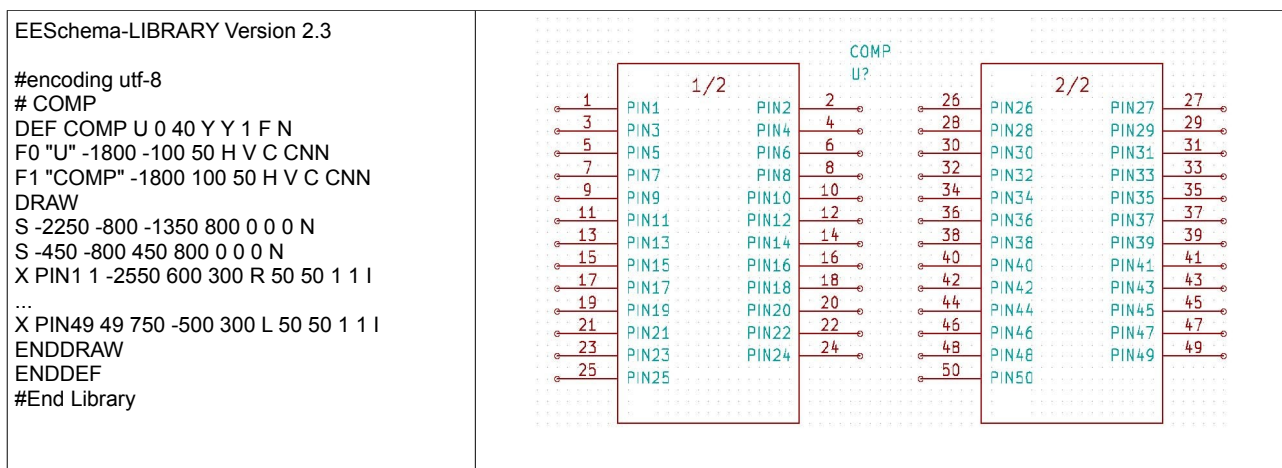 EESchema-LIBRARY Version 2.3
#encoding utf-8
# COMP
DEF COMP U 0 40 Y Y 1 F N
F0 "U" -1800 -100 50 H V C CNN
F1 "COMP" -1800 100 50 H V C CNN
DRAW
S -2250 -800 -1350 800 0 0 0 N
S -450 -800 450 800 0 0 0 N
X PIN1 1 -2550 600 300 R 50 50 1 1 I
...
X PIN49 49 750 -500 300 L 50 50 1 1 I
ENDDRAW
ENDDEF
#End Library
COMP
U?
1/2
2/2
1 PIN1 PIN2 2 26 PIN26 PIN27 27
3 PIN3 PIN4 4 28 PIN28 PIN29 29
5 PIN5 PIN6 6 30 PIN30 PIN31 31
7 PIN7 PIN8 8 32 PIN32 PIN33 33
9 PIN9 PIN10 10 34 PIN34 PIN35 35
11 PIN11 PIN12 12 36 PIN36 PIN37 37
13 PIN13 PIN14 14 38 PIN38 PIN39 39
15 PIN15 PIN16 16 40 PIN40 PIN41 41
17 PIN17 PIN18 18 42 PIN42 PIN43 43
19 PIN19 PIN20 20 44 PIN44 PIN45 45
21 PIN21 PIN22 22 46 PIN46 PIN47 47
23 PIN23 PIN24 24 48 PIN48 PIN49 49
25 PIN25 50 PIN50